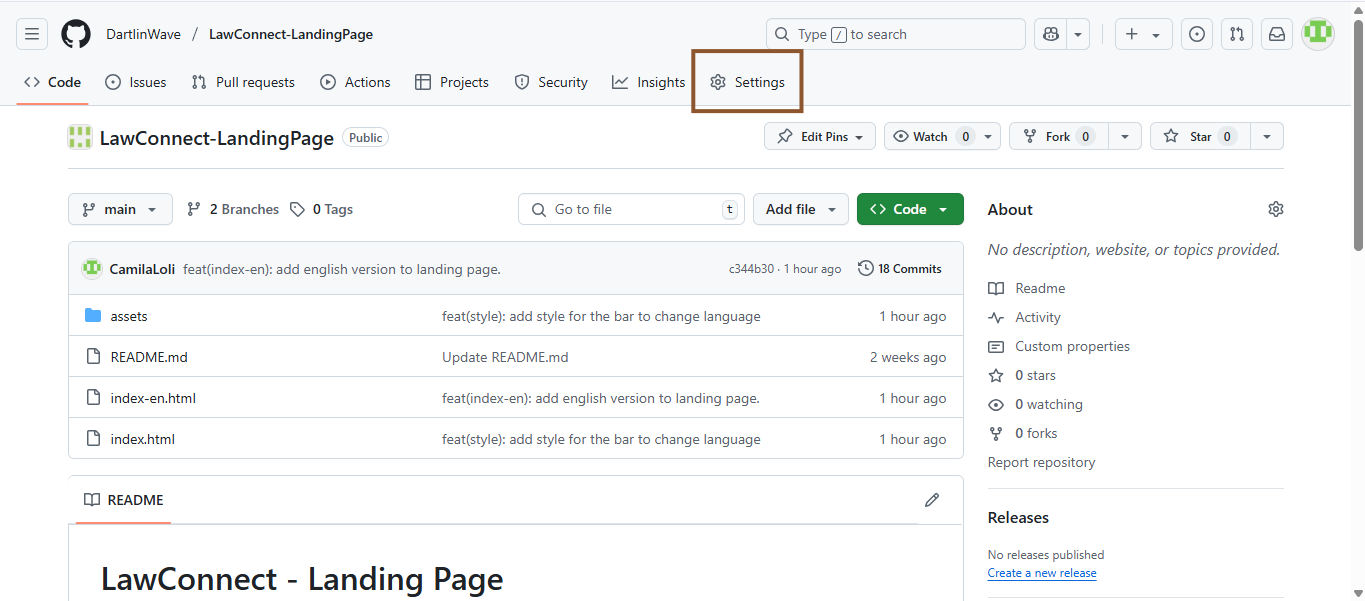 DartlinWave / LawConnect-LandingPage
Type / to search
Code Issues Pull requests Actions Projects Security Insights Settings
LawConnect-LandingPage Public
Edit Pins Watch 0 Fork 0 Star 0
main 2 Branches 0 Tags
Go to file t
Add file
Code
CamilaLoli feat(index-en): add english version to landing page. c344b30 · 1 hour ago 18 Commits
assets feat(style): add style for the bar to change language 1 hour ago
README.md Update README.md 2 weeks ago
index-en.html feat(index-en): add english version to landing page. 1 hour ago
index.html feat(style): add style for the bar to change language 1 hour ago
README
LawConnect - Landing Page
About
No description, website, or topics provided.
Readme
Activity
Custom properties
0 stars
0 watching
0 forks
Report repository
Releases
No releases published
Create a new release